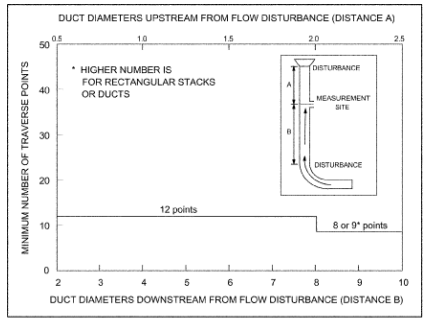 DUCT DIAMETERS UPSTREAM FROM FLOW DISTURBANCE (DISTANCE A)
0.5 1.0 1.5 2.0 2.5
50
40
30
20
10
0
MINIMUM NUMBER OF TRAVERSE POINTS
* HIGHER NUMBER IS
FOR RECTANGULAR STACKS
OR DUCTS
DISTURBANCE
A
MEASUREMENT
SITE
B
DISTURBANCE
12 points
8 or 9* points
2 3 4 5 6 7 8 9 10
DUCT DIAMETERS DOWNSTREAM FROM FLOW DISTURBANCE (DISTANCE B)